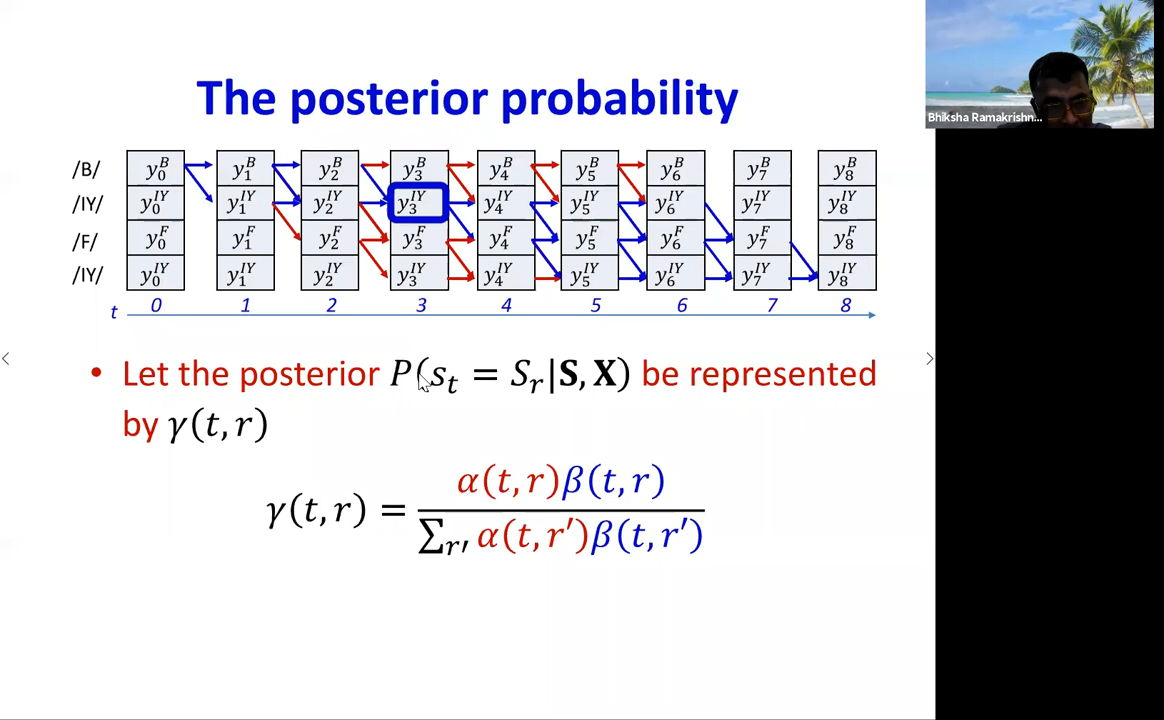 The posterior probability
Bhiksha Ramakrishn...
/B/ y_0^B y_1^B y_2^B y_3^B y_4^B y_5^B y_6^B y_7^B y_8^B
/IY/ y_0^IY y_1^IY y_2^IY y_3^IY y_4^IY y_5^IY y_6^IY y_7^IY y_8^IY
/F/ y_0^F y_1^F y_2^F y_3^F y_4^F y_5^F y_6^F y_7^F y_8^F
/IY/ y_0^IY y_1^IY y_2^IY y_3^IY y_4^IY y_5^IY y_6^IY y_7^IY y_8^IY
t 0 1 2 3 4 5 6 7 8
• Let the posterior P(s_t = S_r|S, X) be represented
by γ(t, r)
γ(t, r) = α(t, r)β(t, r) / ∑_r′ α(t, r′)β(t, r′)